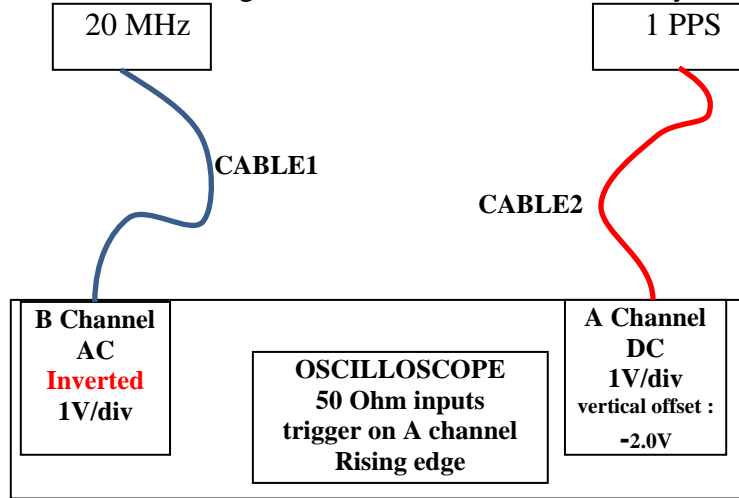 20 MHz
1 PPS
CABLE1
CABLE2
B Channel
AC
Inverted
1V/div
OSCILLOSCOPE
50 Ohm inputs
trigger on A channel
Rising edge
A Channel
DC
1V/div
vertical offset :
-2.0V